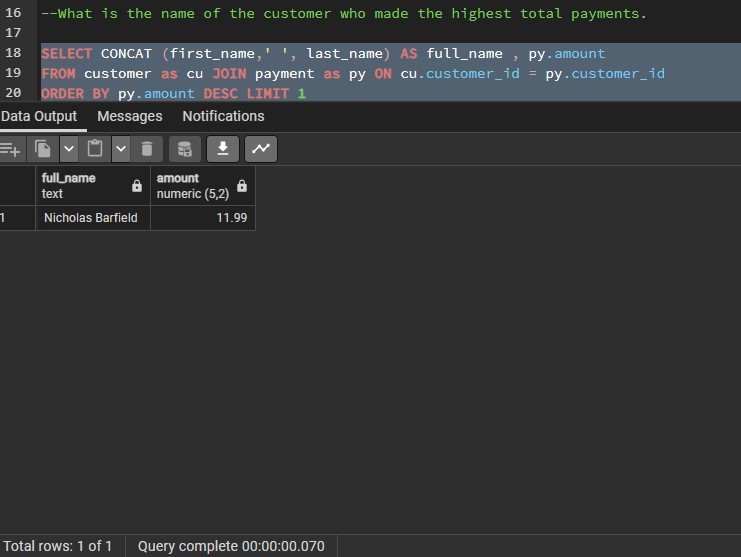 16 --What is the name of the customer who made the highest total payments.
17
18 SELECT CONCAT (first_name,' ', last_name) AS full_name , py.amount
19 FROM customer as cu JOIN payment as py ON cu.customer_id = py.customer_id
20 ORDER BY py.amount DESC LIMIT 1
Data Output Messages Notifications
full_name amount
text numeric (5,2)
1 Nicholas Barfield 11.99
Total rows: 1 of 1 Query complete 00:00:00.070